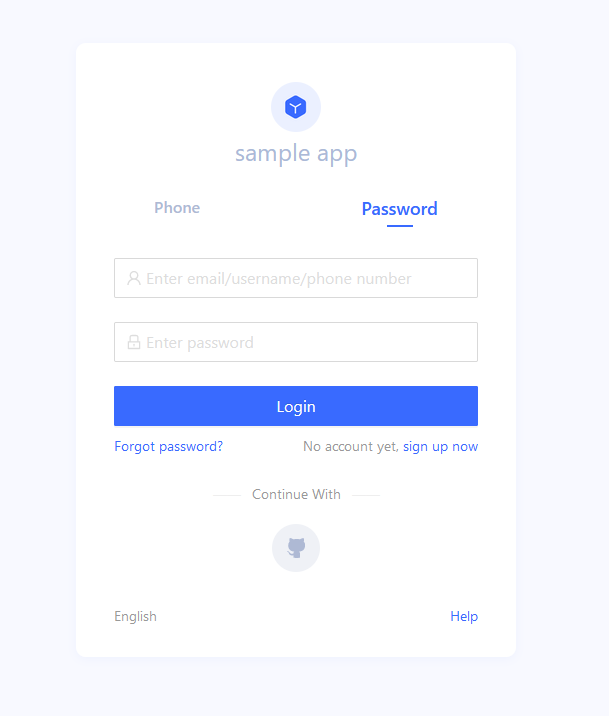 sample app
Phone Password
Enter email/username/phone number
Enter password
Login
Forgot password? No account yet, sign up now
Continue With
English Help